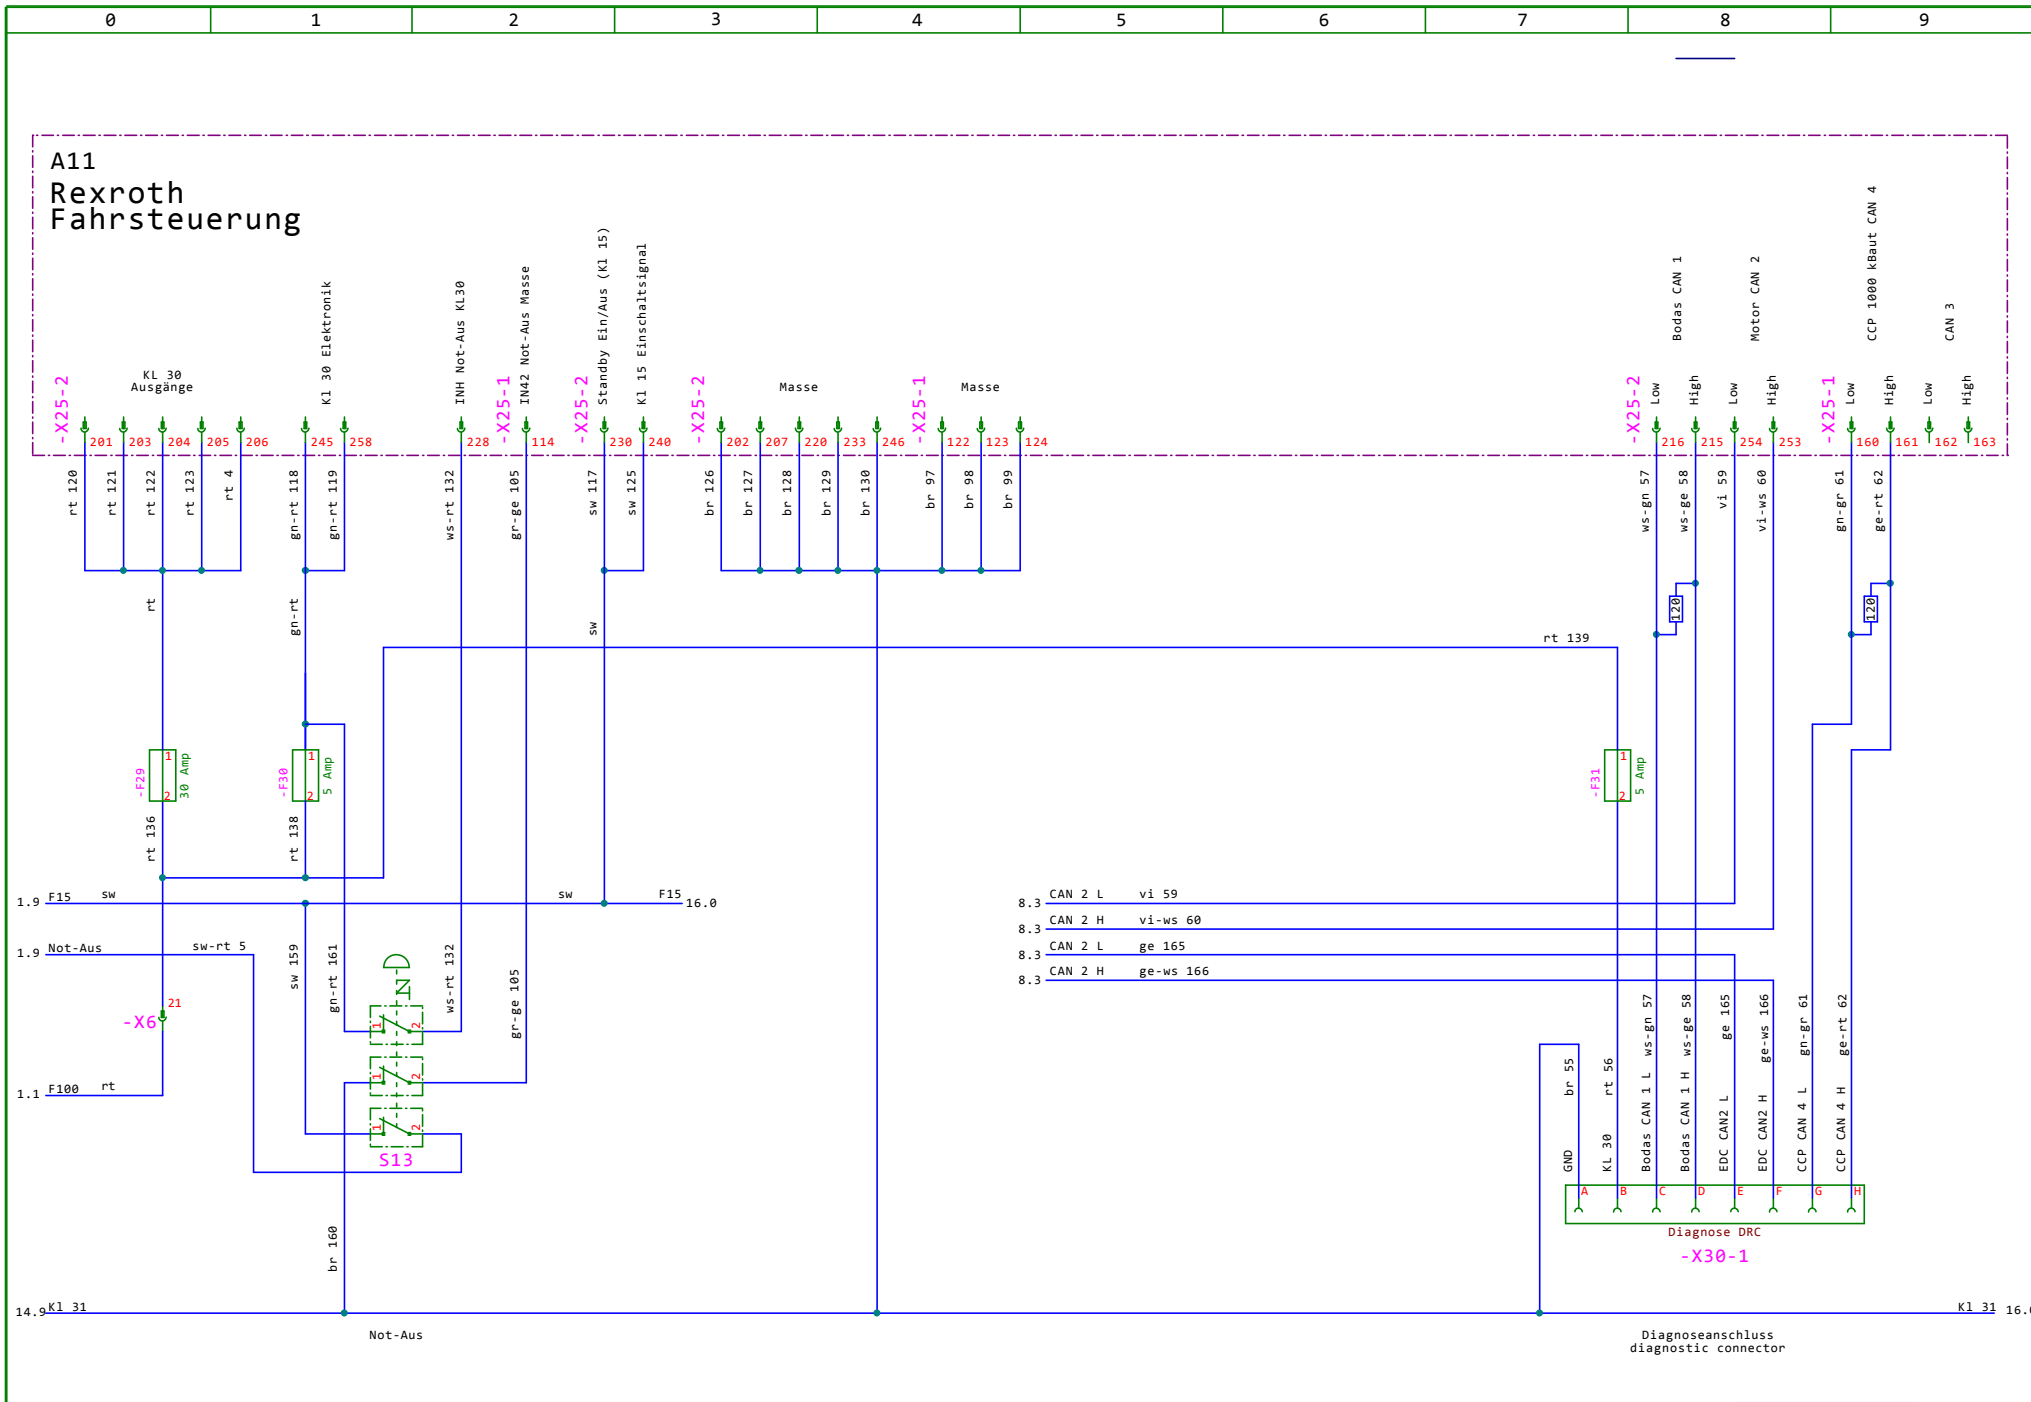 0 1 2 3 4 5 6 7 8 9
A11
Rexroth
Fahrsteuerung
-X25-2
KL 30
Ausgänge
Kl 30 Elektronik
INH Not-Aus KL30
-X25-1
IN42 Not-Aus Masse
-X25-2
Standby Ein/Aus (Kl 15)
Kl 15 Einschaltsignal
-X25-2
Masse
-X25-1
Masse
-X25-2
Low
Bodas CAN 1
High
Low
Motor CAN 2
High
-X25-1
Low
CCP 1000 kBaut CAN 4
High
Low
CAN 3
High
201 203 204 205 206 245 258 228 114 230 240 202 207 220 233 246 122 123 124 216 215 254 253 160 161 162 163
rt 120
rt 121
rt 122
rt 123
rt 4
gn-rt 118
gn-rt 119
ws-rt 132
gr-ge 105
sw 117
sw 125
br 126
br 127
br 128
br 129
br 130
br 97
br 98
br 99
ws-gn 57
ws-ge 58
vi 59
vi-ws 60
gn-gr 61
ge-rt 62
rt
gn-rt
sw
120
120
rt 139
-F29
1
2
30 Amp
-F30
1
2
5 Amp
-F31
1
2
5 Amp
rt 136
rt 138
1.9 F15 sw sw F15 16.0
1.9 Not-Aus sw-rt 5
8.3 CAN 2 L vi 59
8.3 CAN 2 H vi-ws 60
8.3 CAN 2 L ge 165
8.3 CAN 2 H ge-ws 166
sw 159
gn-rt 161
ws-rt 132
gr-ge 105
-X6 21
1.1 F100 rt
1 2
1 2
1 2
S13
br 160
GND
br 55
KL 30
rt 56
Bodas CAN 1 L ws-gn 57
Bodas CAN 1 H ws-ge 58
EDC CAN2 L
ge 165
EDC CAN2 H
ge-ws 166
CCP CAN 4 L
gn-gr 61
CCP CAN 4 H
ge-rt 62
A B C D E F G H
Diagnose DRC
-X30-1
14.9 Kl 31
Kl 31
Not-Aus
Diagnoseanschluss
diagnostic connector